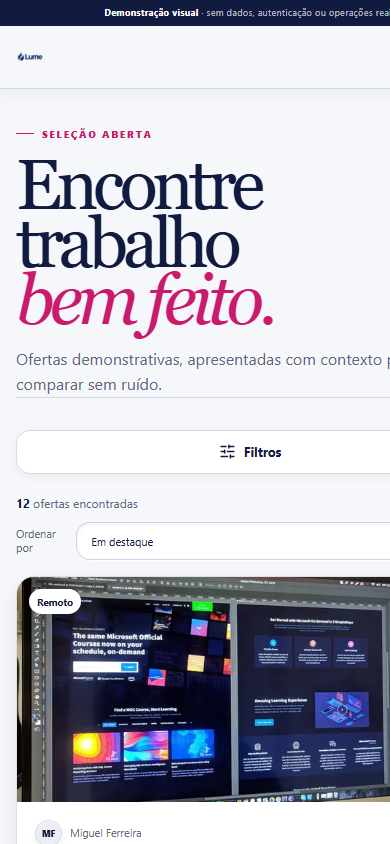 Demonstração visual · sem dados, autenticação ou operações
Lume
SELEÇÃO ABERTA
Encontre
trabalho
bem feito.
Ofertas demonstrativas, apresentadas com contexto
comparar sem ruído.
Filtros
12 ofertas encontradas
Ordenar
por
Em destaque
Remoto
The same Microsoft Official
Courses now on your
schedule, on-demand
Find a MOC Course, Start Learning
Get Started with Microsoft On-Demand in 3 Simple
Amazing Learning Experience
MF
Miguel Ferreira